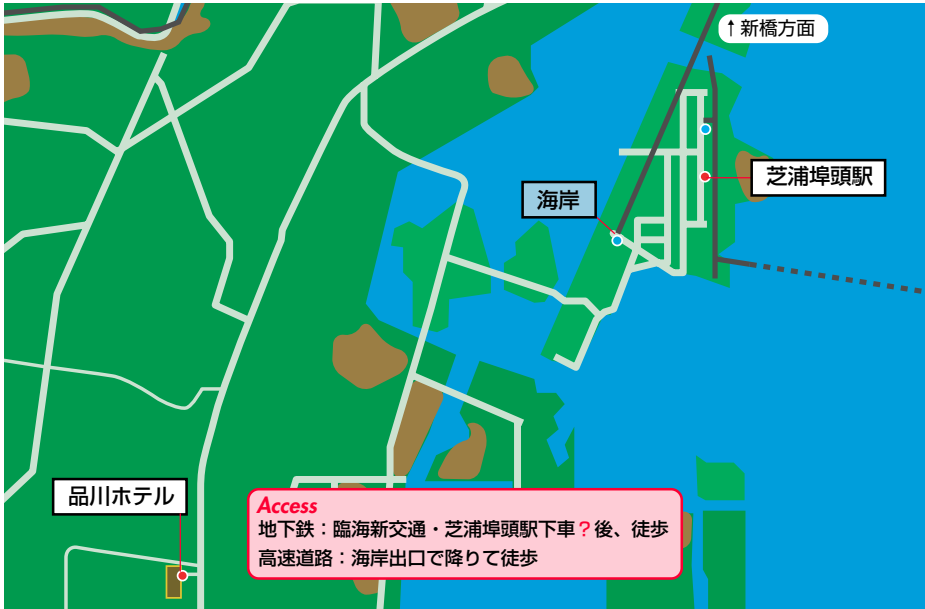 ↑新橋方面
芝浦埠頭駅
海岸
品川ホテル
Access
地下鉄：臨海新交通・芝浦埠頭駅下車？後、徒歩
高速道路：海岸出口で降りて徒歩